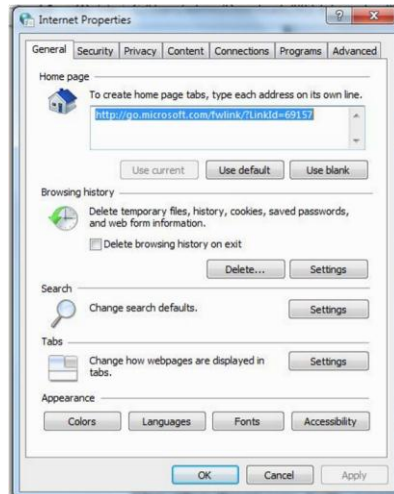 Internet Properties
General Security Privacy Content Connections Programs Advanced
Home page
To create home page tabs, type each address on its own line.
http://go.microsoft.com/fwlink/?LinkId=69157
Use current Use default Use blank
Browsing history
Delete temporary files, history, cookies, saved passwords,
and web form information.
Delete browsing history on exit
Delete... Settings
Search
Change search defaults.
Settings
Tabs
Change how webpages are displayed in
tabs.
Settings
Appearance
Colors Languages Fonts Accessibility
OK Cancel Apply